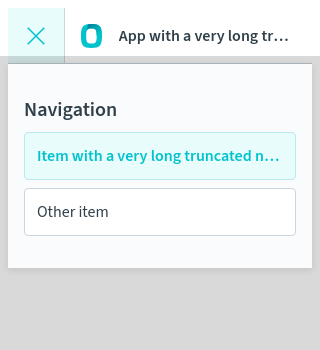 App with a very long tr…
Navigation
Item with a very long truncated n…
Other item